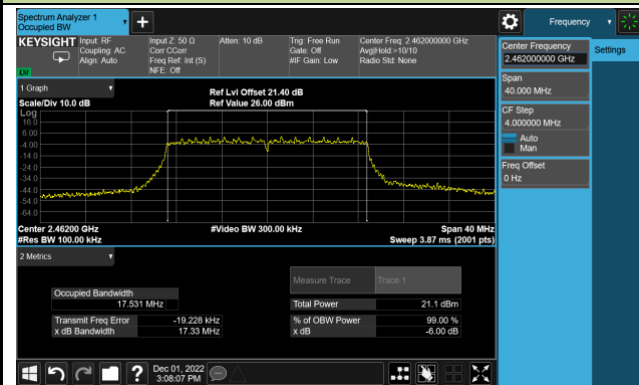 Spectrum Analyzer 1
Occupied BW
Frequency
KEYSIGHT
Input: RF
Coupling: AC
Align: Auto
Input Z: 50 Ω
Corr CCorr
Freq Ref: Int (S)
NFE: Off
Atten: 10 dB
Trig: Free Run
Gate: Off
#IF Gain: Low
Center Freq: 2.462000000 GHz
Avg|Hold:>10/10
Radio Std: None
Center Frequency
2.462000000 GHz
Settings
Span
40.000 MHz
CF Step
4.000000 MHz
Auto
Man
Freq Offset
0 Hz
1 Graph
Scale/Div 10.0 dB
Ref Lvl Offset 21.40 dB
Ref Value 26.00 dBm
Log
16.0
6.00
-4.00
-14.0
-24.0
-34.0
-44.0
-54.0
-64.0
Center 2.46200 GHz
#Res BW 100.00 kHz
#Video BW 300.00 kHz
Span 40 MHz
Sweep 3.87 ms (2001 pts)
2 Metrics
Measure Trace
Trace 1
Occupied Bandwidth
17.531 MHz
Total Power
21.1 dBm
Transmit Freq Error
-19.228 kHz
% of OBW Power
99.00 %
x dB Bandwidth
17.33 MHz
x dB
-6.00 dB
Dec 01, 2022
3:08:07 PM